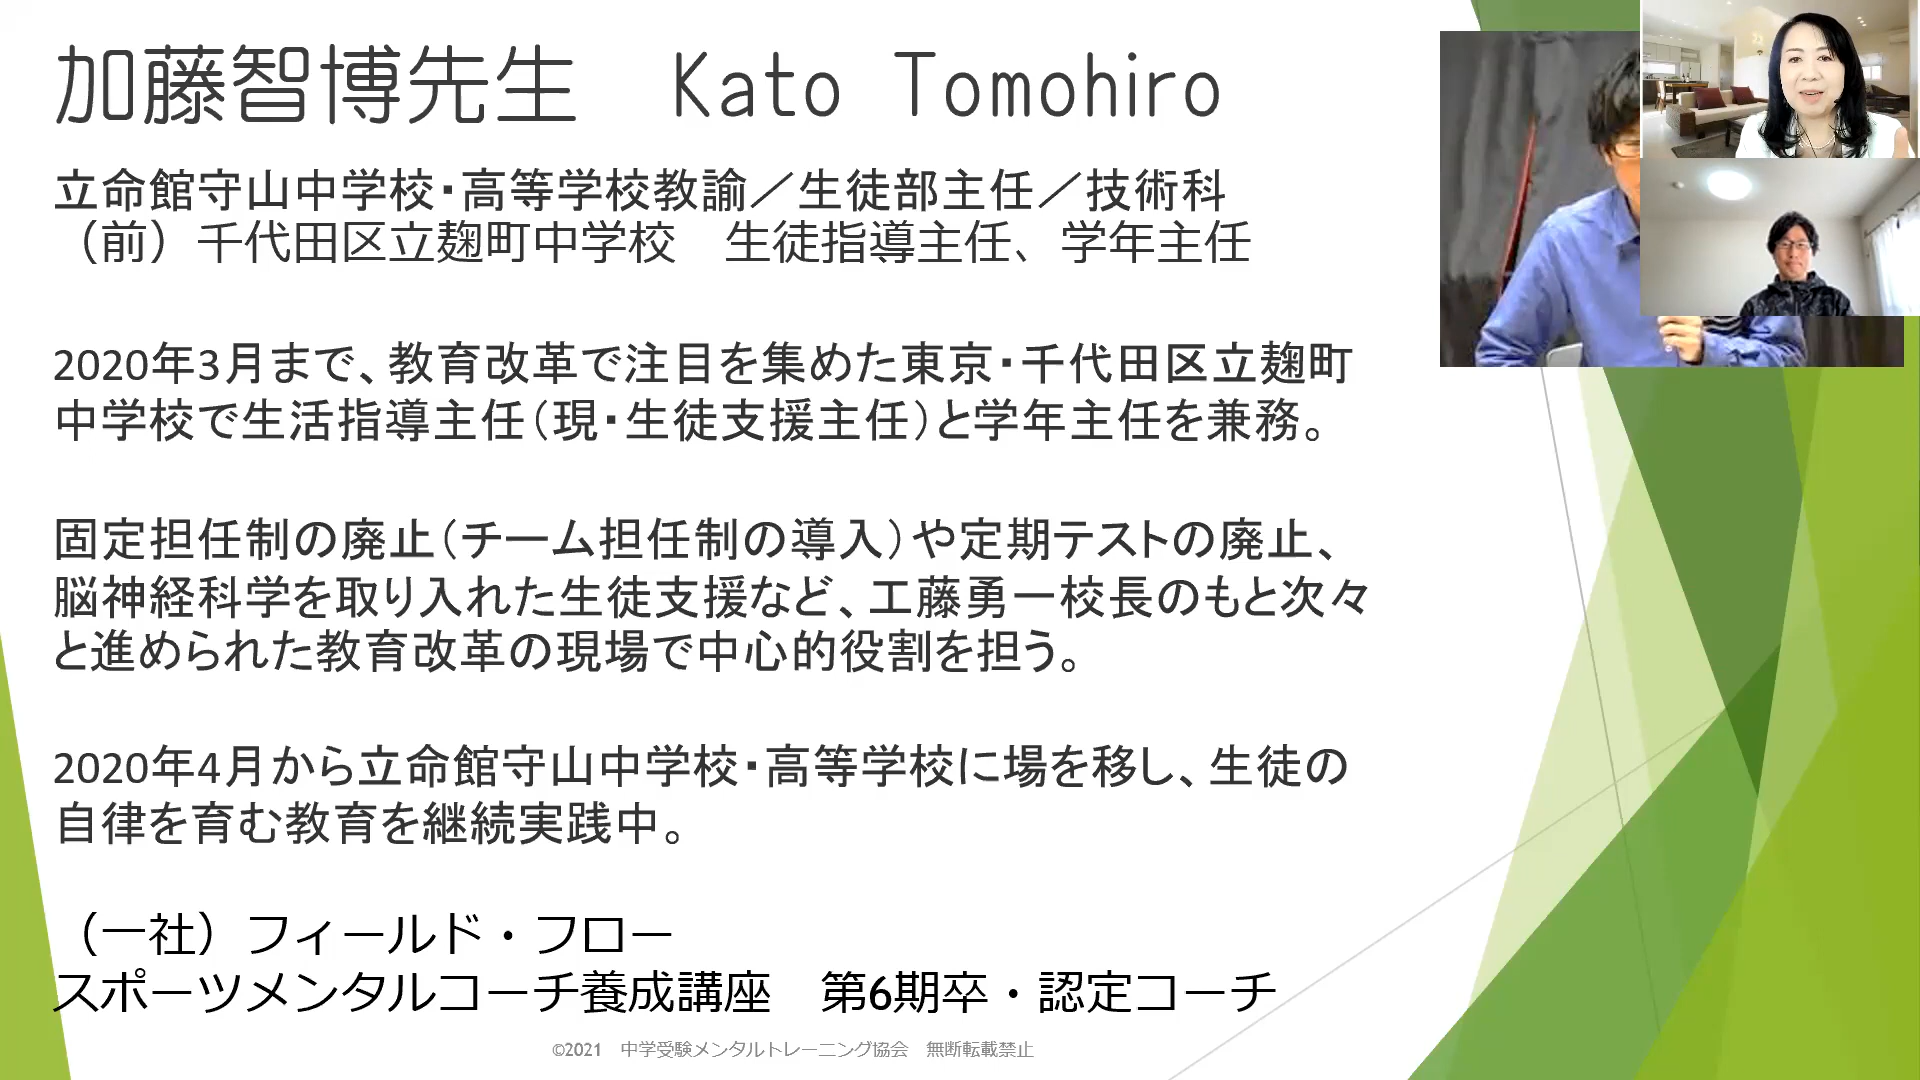 加藤智博先生　Kato Tomohiro
立命館守山中学校・高等学校教諭／生徒部主任／技術科
（前）千代田区立麹町中学校　生徒指導主任、学年主任
2020年3月まで、教育改革で注目を集めた東京・千代田区立麹町
中学校で生活指導主任（現・生徒支援主任）と学年主任を兼務。
固定担任制の廃止（チーム担任制の導入）や定期テストの廃止、
脳神経科学を取り入れた生徒支援など、工藤勇一校長のもと次々
と進められた教育改革の現場で中心的役割を担う。
2020年4月から立命館守山中学校・高等学校に場を移し、生徒の
自律を育む教育を継続実践中。
（一社）フィールド・フロー
スポーツメンタルコーチ養成講座　第6期卒・認定コーチ
©2021　中学受験メンタルトレーニング協会　無断転載禁止